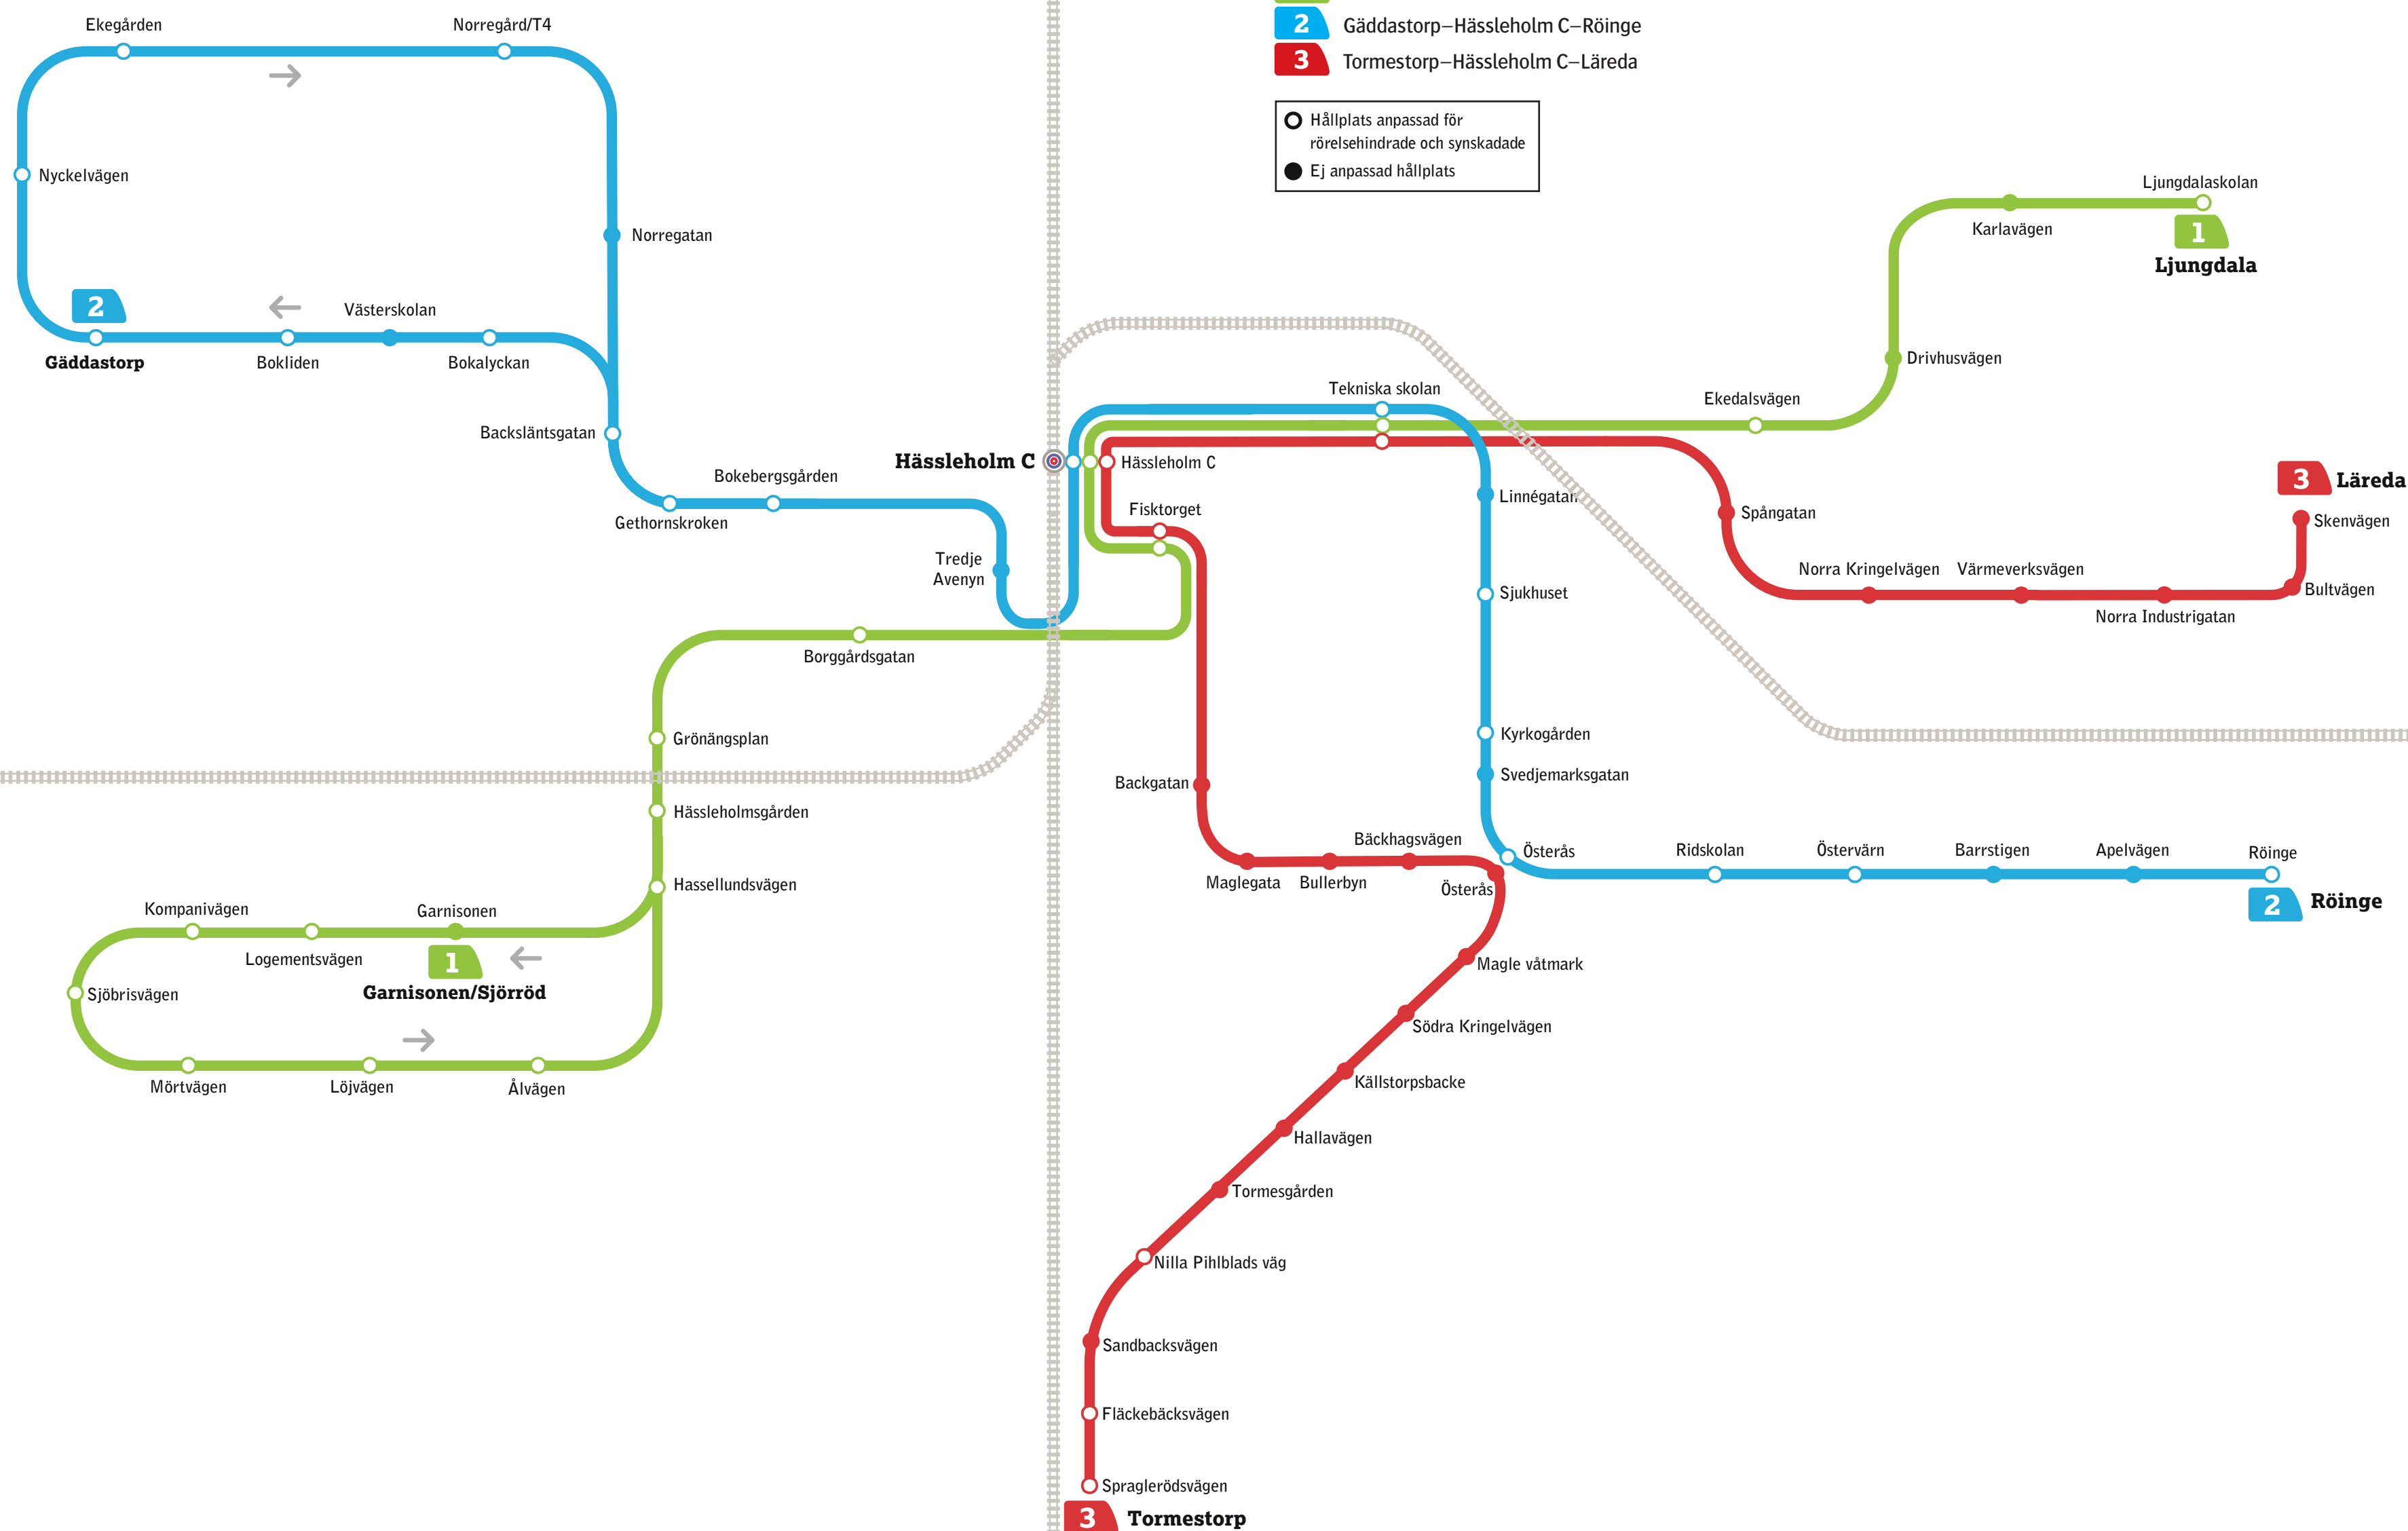 Ekegården
Norregård/T4
2 Gäddastorp–Hässleholm C–Röinge
3 Tormestorp–Hässleholm C–Läreda
Hållplats anpassad för
rörelsehindrade och synskadade
Ej anpassad hållplats
Nyckelvägen
Ljungdalaskolan
Karlavägen
1
Ljungdala
Norregatan
2
Västerskolan
Gäddastorp
Bokliden
Bokalyckan
Drivhusvägen
Tekniska skolan
Ekedalsvägen
Backsläntsgatan
Hässleholm C
Hässleholm C
Bokebergsgården
Gethornskroken
3 Läreda
Linnégatan
Fisktorget
Spångatan
Skenvägen
Tredje
Avenyn
Norra Kringelvägen
Värmeverksvägen
Sjukhuset
Bultvägen
Norra Industrigatan
Borggårdsgatan
Grönängsplan
Kyrkogården
Backgatan
Svedjemarksgatan
Hässleholmsgården
Bäckhagsvägen
Österås
Ridskolan
Östervärn
Barrstigen
Apelvägen
Röinge
Maglegata
Bullerbyn
Österås
Hassellundsvägen
2 Röinge
Kompanivägen
Garnisonen
Logementsvägen
1
Magle våtmark
Sjöbrisvägen
Garnisonen/Sjörröd
Södra Kringelvägen
Mörtvägen
Löjvägen
Ålvägen
Källstorpsbacke
Hallavägen
Tormesgården
Nilla Pihlblads väg
Sandbacksvägen
Fläckebäcksvägen
Spraglerödsvägen
3 Tormestorp